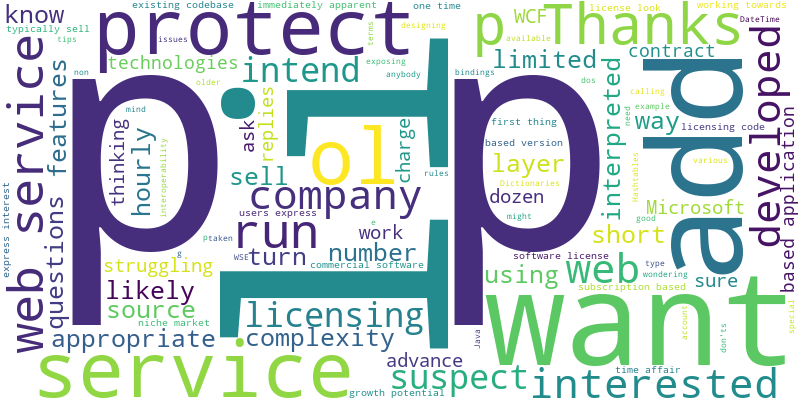 existing codebase
immediately apparent
one time
license look
working towards
know
typically sell
tips
protect
issues
terms
designing
p
Thanks
WCF
DateTime
technologies
intend
exposing
available
limited
contract
non
older
anybody
bindings
dos
calling
web service
features
p
I
p
add
developed
mind
thinking
hourly
interoperability
ask
replies
ol
charge
rules
first thing
based version
interpreted
need
example
way
licensing code
layer
Hashtables
various
sell
company
Dictionaries
dozen
might
good
Microsoft
express interest
questions
users express
run
e
taken
p
g
WSE
turn
work
number
commercial software
short
software license
type
wondering
sure
based application
struggling
likely
source
niche market
using
web
subscription based
account
special
don'ts
licensing
want
appropriate
complexity
Java
advance
service
growth potential
suspect
time affair
interested